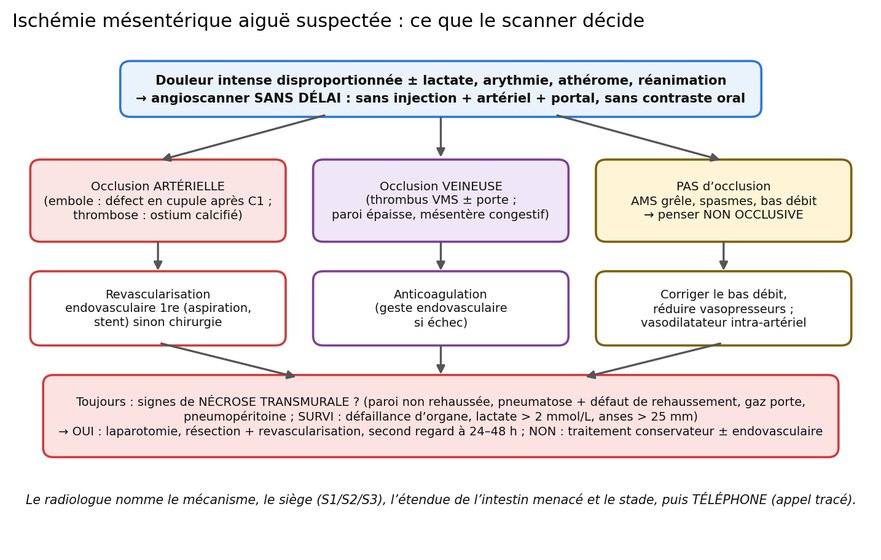 Ischémie mésentérique aiguë suspectée : ce que le scanner décide
Douleur intense disproportionnée ± lactate, arythmie, athérome, réanimation
→ angioscanner SANS DÉLAI : sans injection + artériel + portal, sans contraste oral
Occlusion ARTÉRIELLE
(embole : défect en cupule après C1 ;
thrombose : ostium calcifié)
Occlusion VEINEUSE
(thrombus VMS ± porte ;
paroi épaisse, mésentère congestif)
PAS d’occlusion
AMS grêle, spasmes, bas débit
→ penser NON OCCLUSIVE
Revascularisation
endovasculaire 1re (aspiration,
stent) sinon chirurgie
Anticoagulation
(geste endovasculaire
si échec)
Corriger le bas débit,
réduire vasopresseurs ;
vasodilatateur intra-artériel
Toujours : signes de NÉCROSE TRANSMURALE ? (paroi non rehaussée, pneumatose + défaut de rehaussement, gaz porte,
pneumopéritoine ; SURVI : défaillance d’organe, lactate > 2 mmol/L, anses > 25 mm)
→ OUI : laparotomie, résection + revascularisation, second regard à 24–48 h ; NON : traitement conservateur ± endovasculaire
Le radiologue nomme le mécanisme, le siège (S1/S2/S3), l’étendue de l’intestin menacé et le stade, puis TÉLÉPHONE (appel tracé).